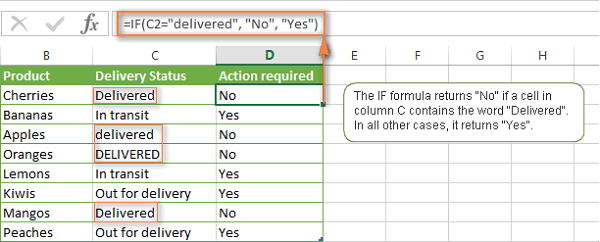 fx =IF(C2="delivered", "No", "Yes")
B C D E F G H
Product Delivery Status Action required
Cherries Delivered No
Bananas In transit Yes
Apples delivered No
Oranges DELIVERED No
Lemons In transit Yes
Kiwis Out for delivery Yes
Mangos Delivered No
Peaches Out for delivery Yes
The IF formula returns "No" if a cell in
column C contains the word "Delivered".
In all other cases, it returns "Yes".